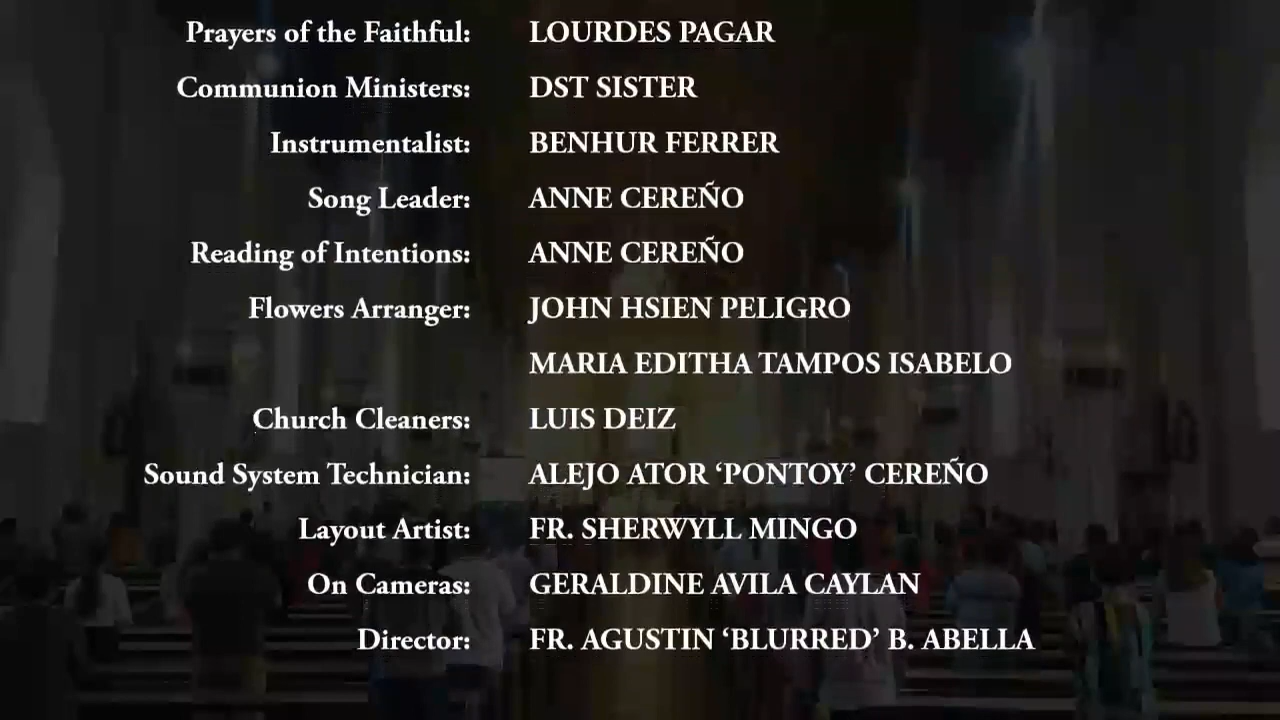 Prayers of the Faithful: LOURDES PAGAR
Communion Ministers: DST SISTER
Instrumentalist: BENHUR FERRER
Song Leader: ANNE CEREÑO
Reading of Intentions: ANNE CEREÑO
Flowers Arranger: JOHN HSIEN PELIGRO
MARIA EDITHA TAMPOS ISABELO
Church Cleaners: LUIS DEIZ
Sound System Technician: ALEJO ATOR ‘PONTOY’ CEREÑO
Layout Artist: FR. SHERWYLL MINGO
On Cameras: GERALDINE AVILA CAYLAN
Director: FR. AGUSTIN ‘BLURRED’ B. ABELLA